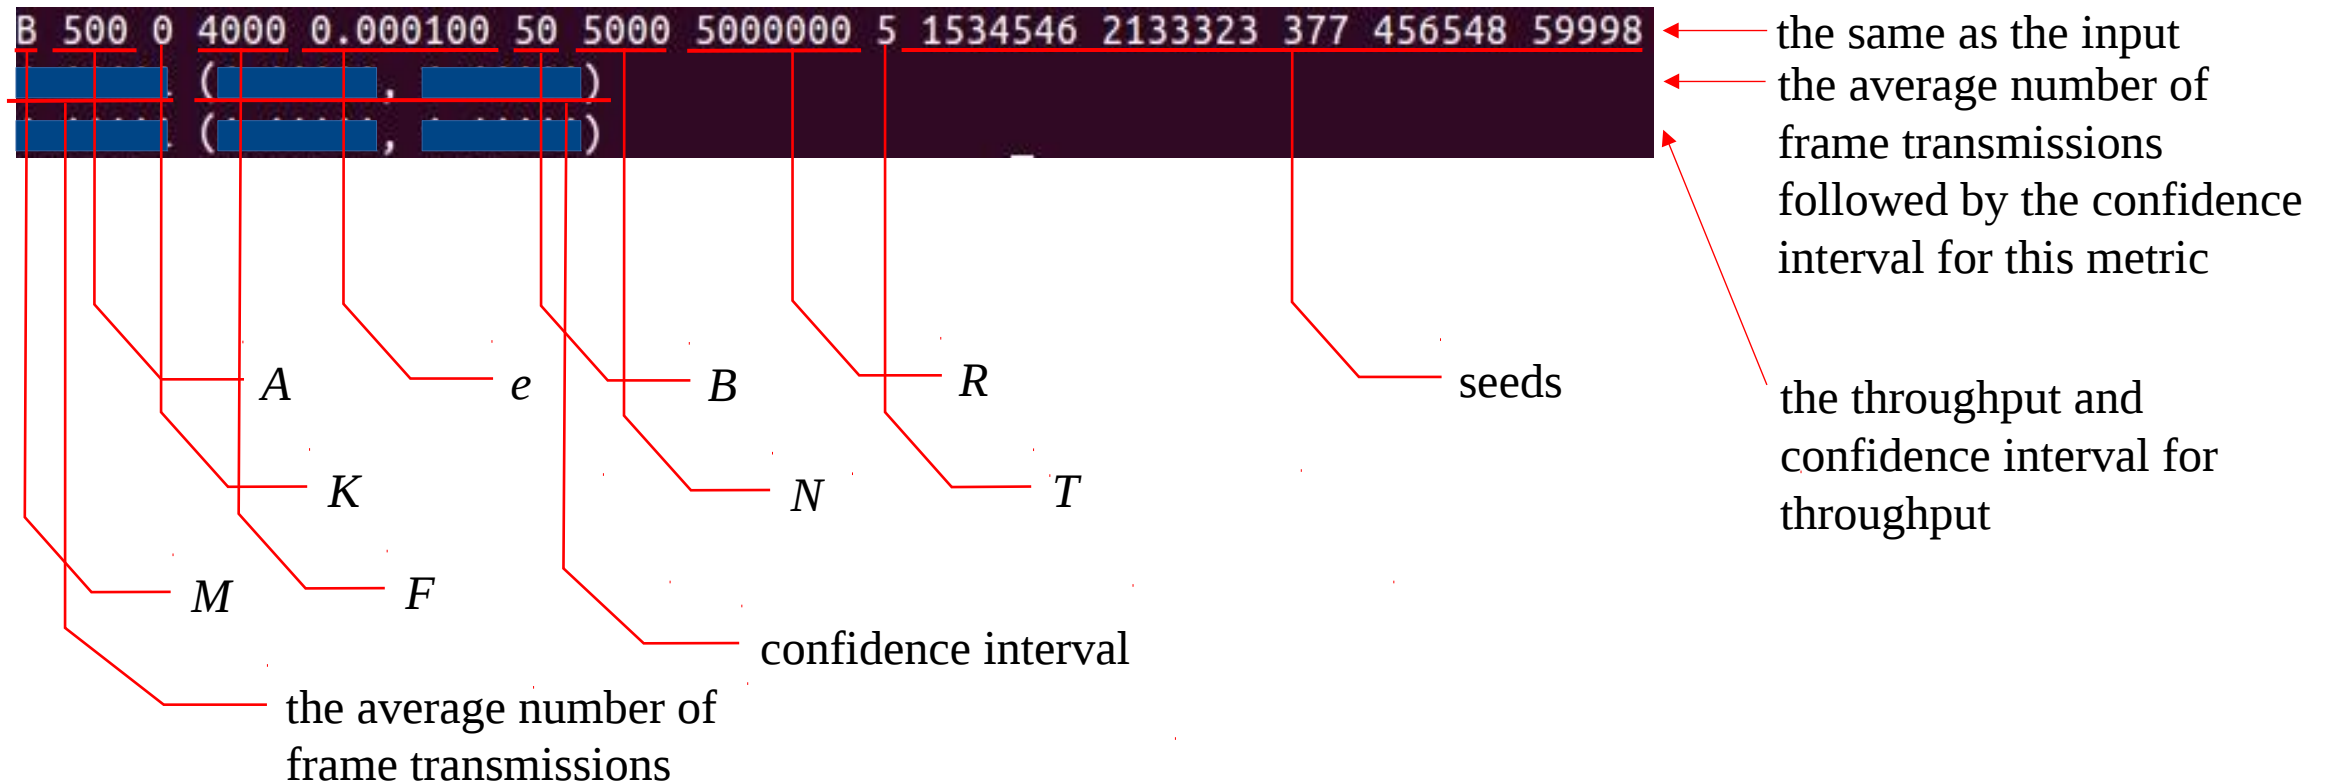 B 500 0 4000 0.000100 50 5000 5000000 5 1534546 2133323 377 456548 59998
( , )
( , )
the same as the input
the average number of
frame transmissions
followed by the confidence
interval for this metric
the throughput and
confidence interval for
throughput
A
e
B
R
seeds
K
N
T
M
F
confidence interval
the average number of
frame transmissions